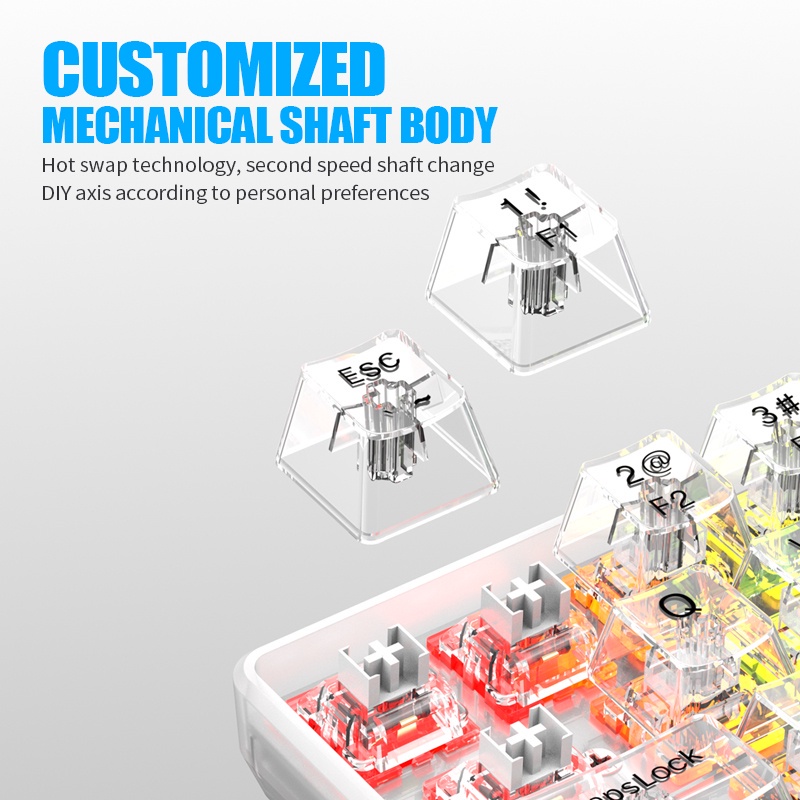 CUSTOMIZED
MECHANICAL SHAFT BODY
Hot swap technology, second speed shaft change
DIY axis according to personal preferences
1!
F1
ESC
3#
2@
F2
Q
psLock